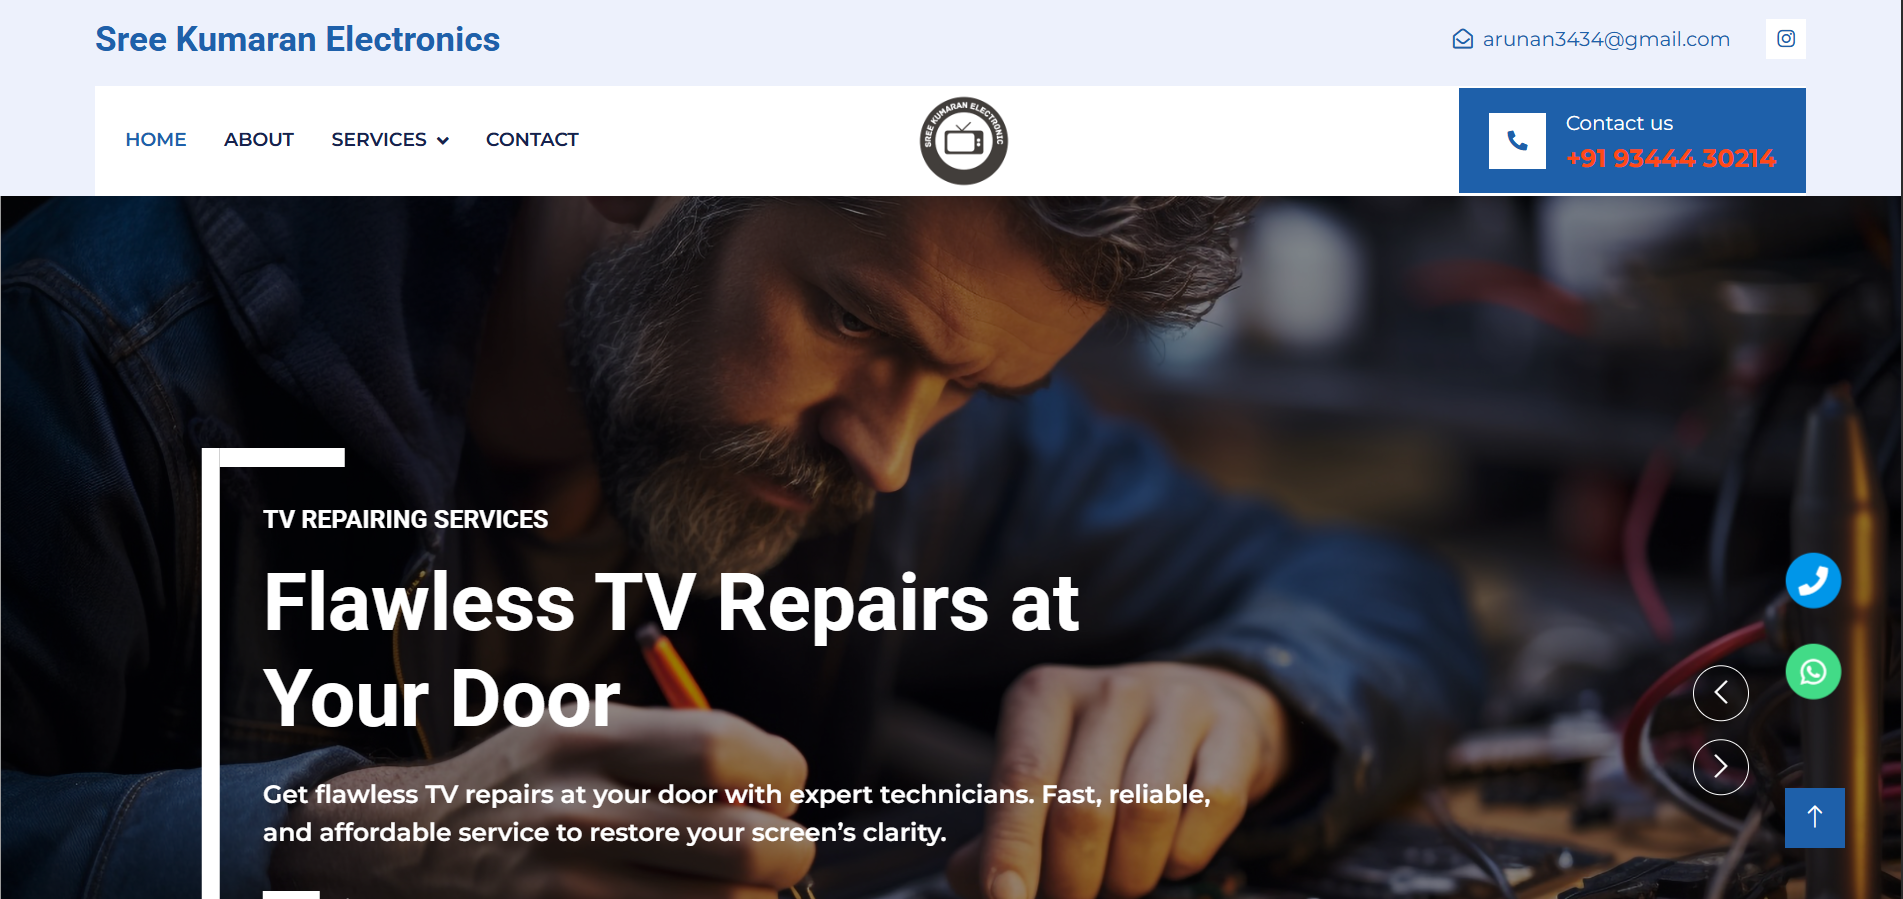 Sree Kumaran Electronics
arunan3434@gmail.com
HOME
ABOUT
SERVICES
CONTACT
SREE KUMARAN ELECTRONIC
Contact us
+91 93444 30214
TV REPAIRING SERVICES
Flawless TV Repairs at
Your Door
Get flawless TV repairs at your door with expert technicians. Fast, reliable,
and affordable service to restore your screen’s clarity.